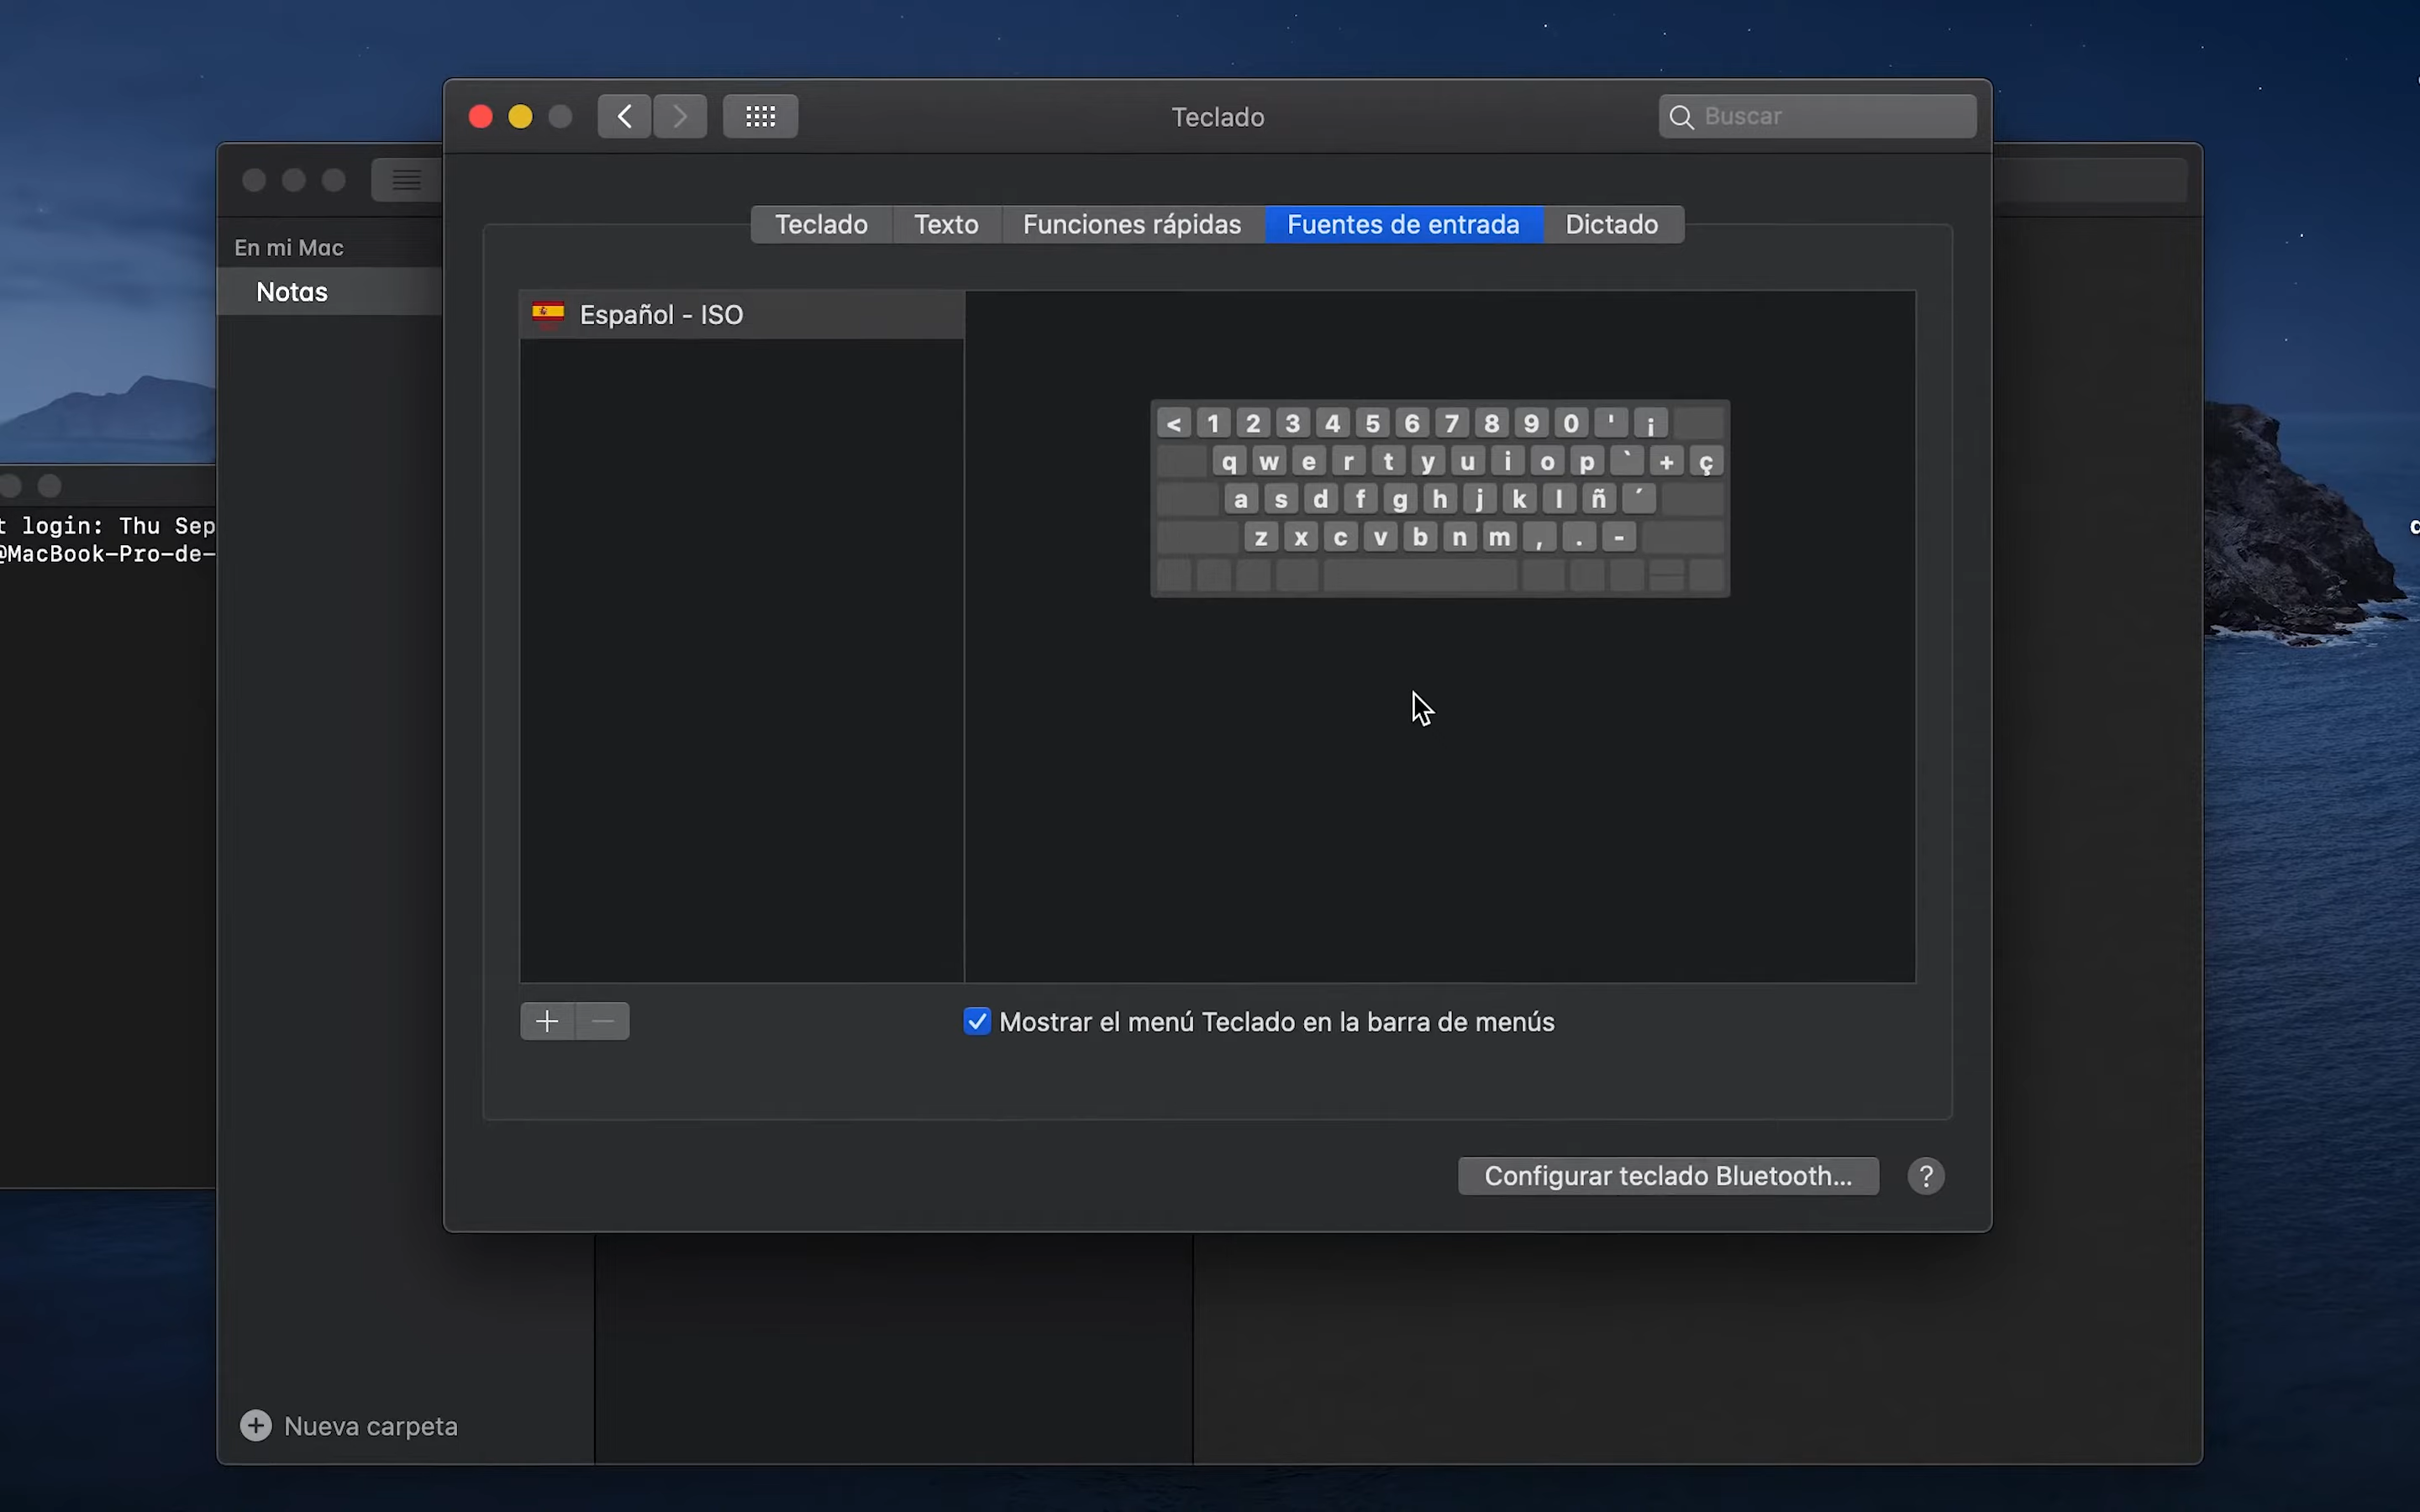 Teclado
Buscar
Teclado
Texto
Funciones rápidas
Fuentes de entrada
Dictado
En mi Mac
Notas
Español - ISO
< 1 2 3 4 5 6 7 8 9 0 ' ¡
q w e r t y u i o p ` + ç
a s d f g h j k l ñ ´
z x c v b n m , . -
t login: Thu Sep
@MacBook-Pro-de-
+ −
Mostrar el menú Teclado en la barra de menús
Configurar teclado Bluetooth...
?
Nueva carpeta